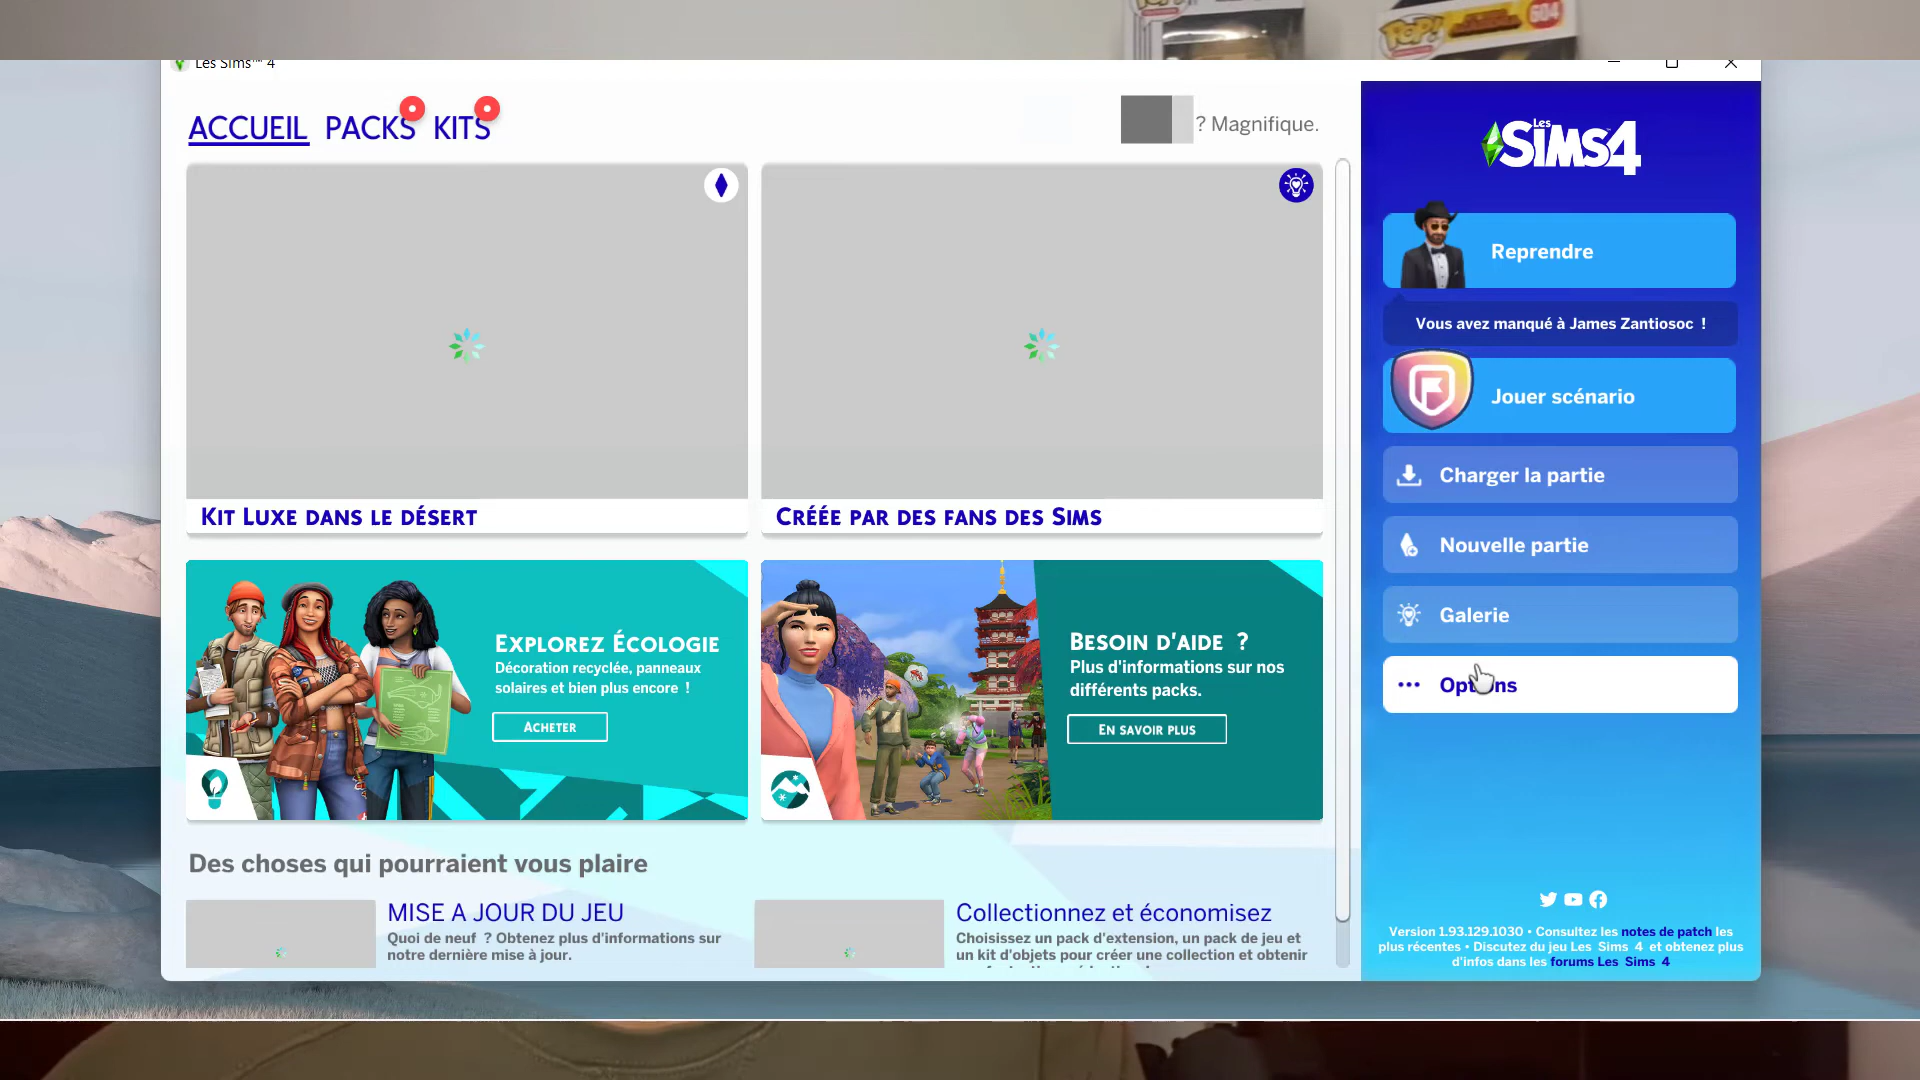 POP!
POP!
604
Les Sims™ 4
ACCUEIL PACKS KITS
? Magnifique.
Les SIMS 4
Reprendre
Vous avez manqué à James Zantiosoc !
Jouer scénario
Charger la partie
Nouvelle partie
Galerie
Options
KIT LUXE DANS LE DÉSERT
CRÉÉE PAR DES FANS DES SIMS
EXPLOREZ ÉCOLOGIE
Décoration recyclée, panneaux
solaires et bien plus encore !
ACHETER
BESOIN D'AIDE ?
Plus d'informations sur nos
différents packs.
EN SAVOIR PLUS
Des choses qui pourraient vous plaire
MISE A JOUR DU JEU
Quoi de neuf ? Obtenez plus d'informations sur
notre dernière mise à jour.
Collectionnez et économisez
Choisissez un pack d'extension, un pack de jeu et
un kit d'objets pour créer une collection et obtenir
Version 1.93.129.1030 • Consultez les notes de patch les
plus récentes • Discutez du jeu Les Sims 4 et obtenez plus
d'infos dans les forums Les Sims 4